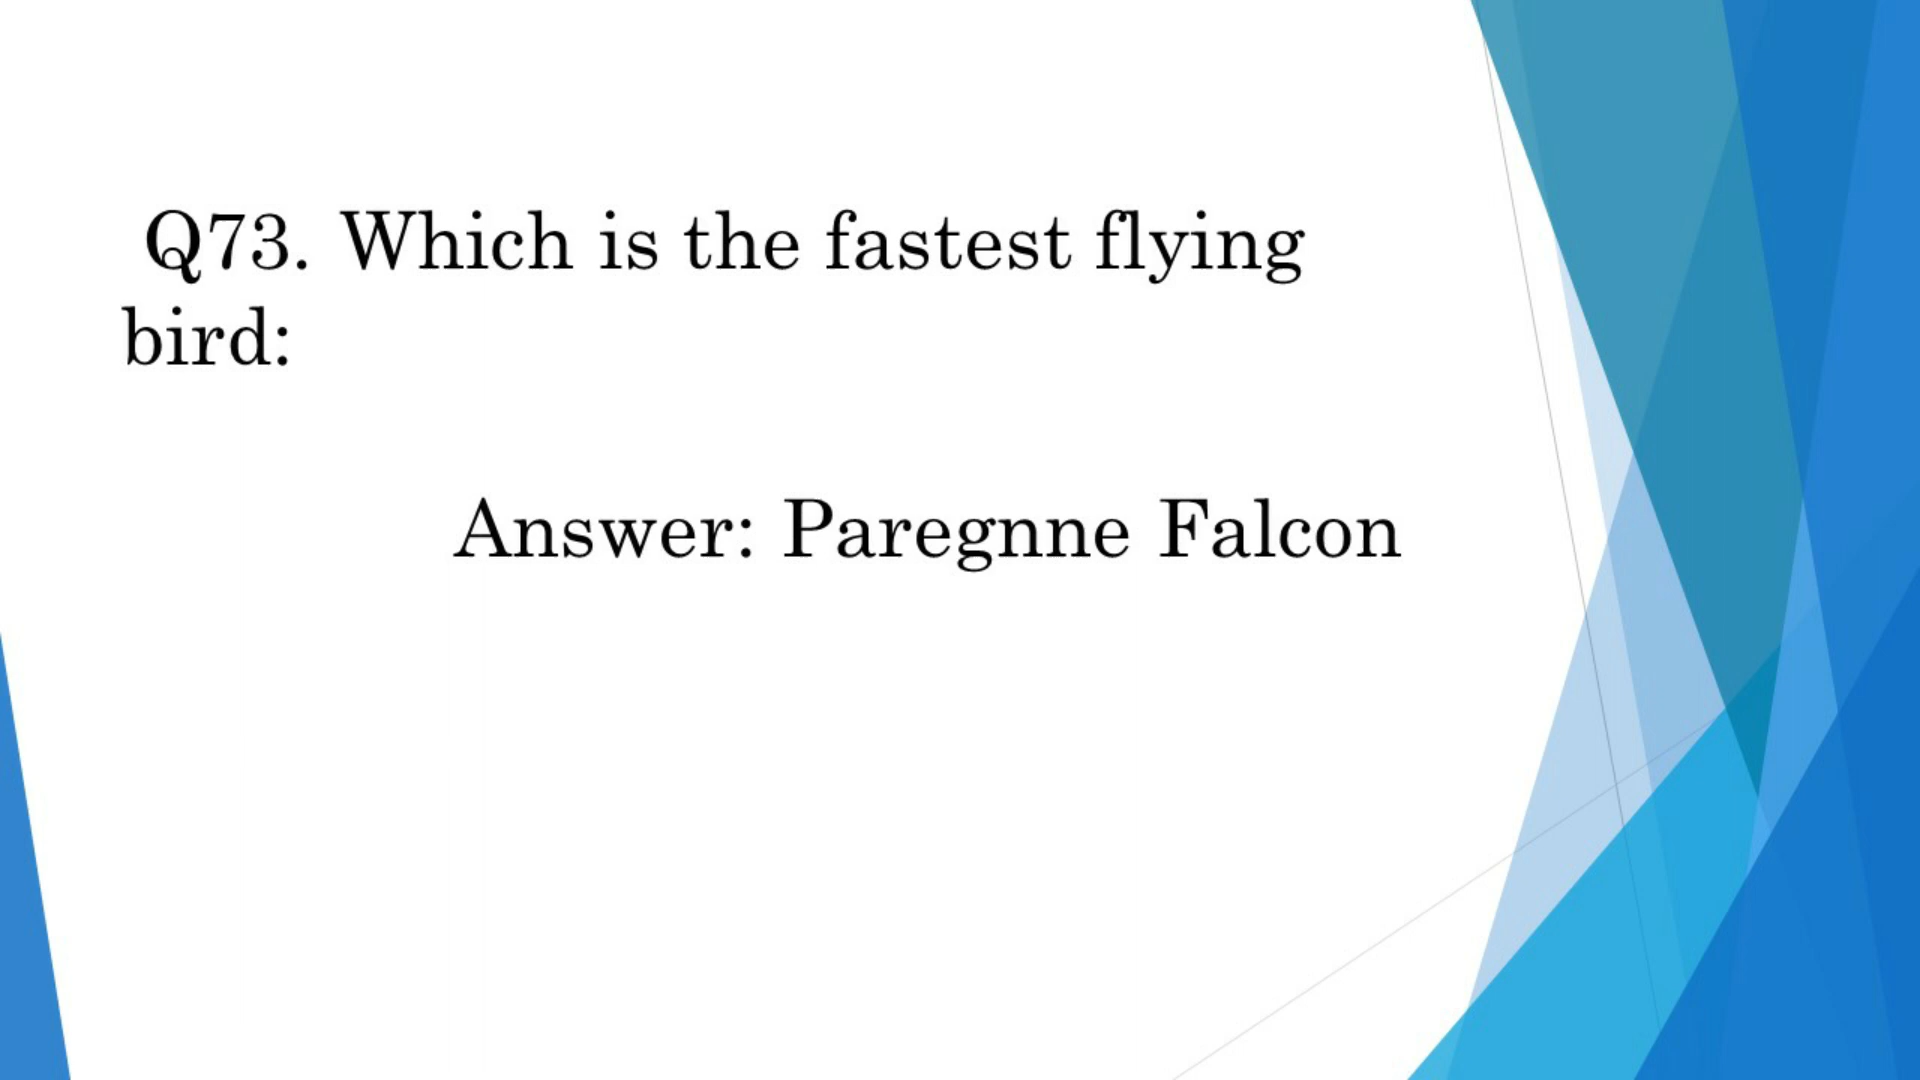 Q73. Which is the fastest flying
bird:
Answer: Paregnne Falcon